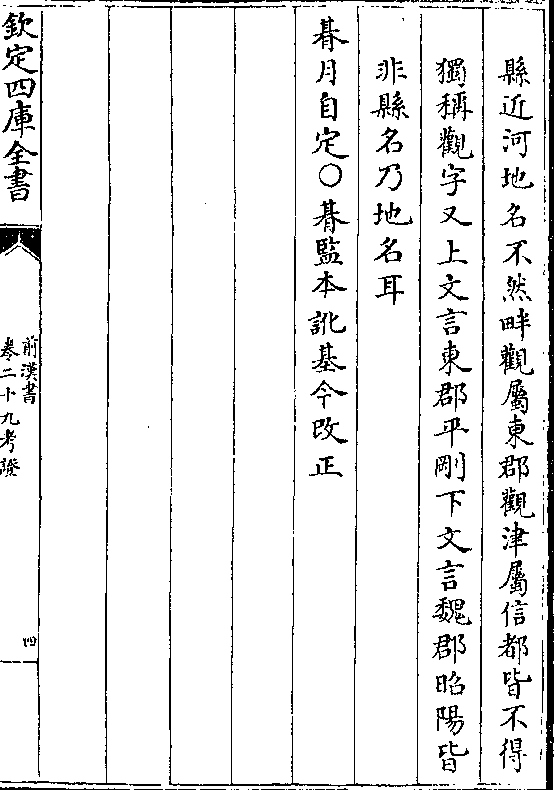 縣近河地名不然畔觀屬東郡觀津屬信都皆不得
獨稱觀字又上文言東郡平剛下文言魏郡昭陽皆
非縣名乃地名耳
朞月自定○朞監本訛基今改正
欽定四庫全書
前漢書
卷二十九考證
四